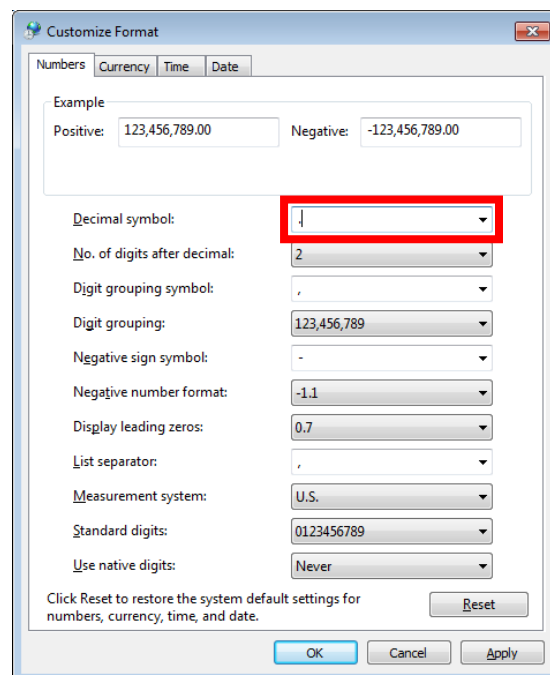 Customize Format
Numbers Currency Time Date
Example
Positive: 123,456,789.00 Negative: -123,456,789.00
Decimal symbol: .
No. of digits after decimal: 2
Digit grouping symbol: ,
Digit grouping: 123,456,789
Negative sign symbol: -
Negative number format: -1.1
Display leading zeros: 0.7
List separator: ,
Measurement system: U.S.
Standard digits: 0123456789
Use native digits: Never
Click Reset to restore the system default settings for
numbers, currency, time, and date.
Reset
OK Cancel Apply